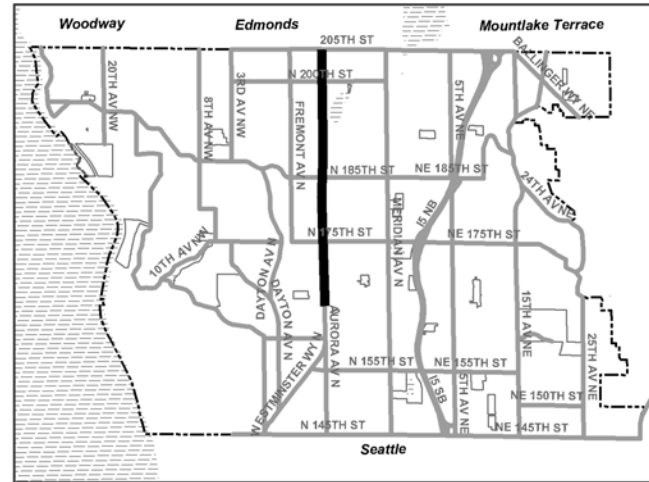 Woodway
Edmonds
Mountlake Terrace
205TH ST
BALLINGER WY NE
20TH AV NW
8TH AV NW
3RD AV NW
N 200TH ST
FREMONT AV N
5TH AV NE
N 185TH ST
NE 185TH ST
24TH AV NE
MERIDIAN AV N
I5 NB
10TH AV NW
N 175TH ST
NE 175TH ST
DAYTON AV N
DAYTON AV N
15TH AV NE
25TH AV NE
WESTMINSTER WY N
AURORA AV N
N 155TH ST
NE 155TH ST
I5 SB
5TH AV NE
NE 150TH ST
N 145TH ST
NE 145TH ST
Seattle